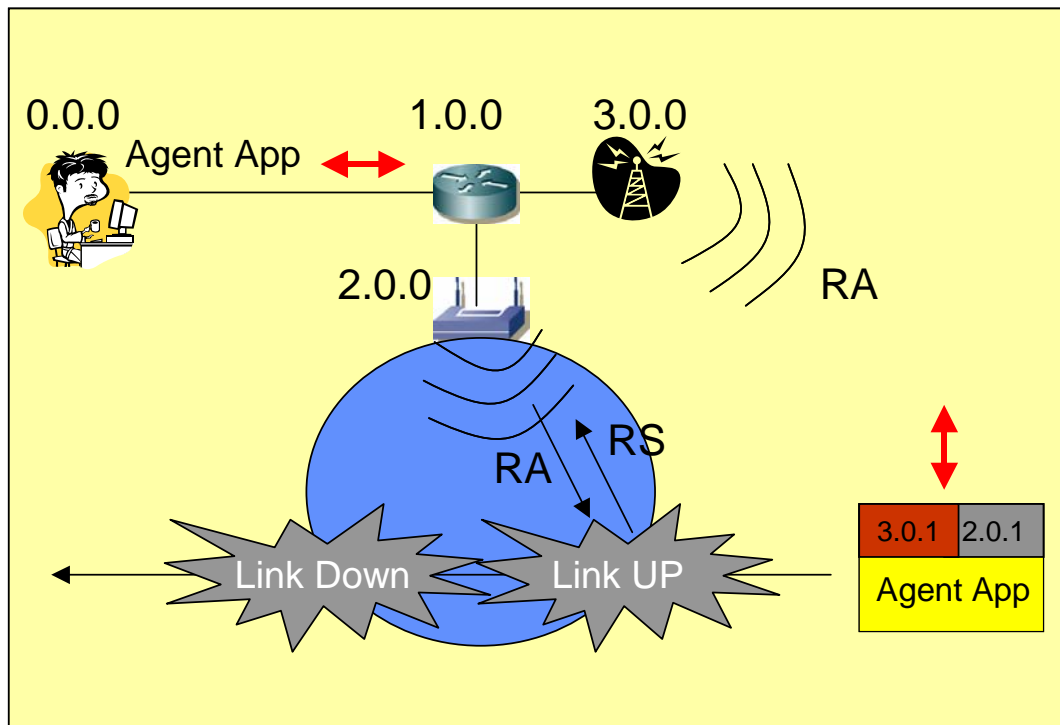 0.0.0
1.0.0
3.0.0
Agent App
2.0.0
RA
RA
RS
3.0.1
2.0.1
Link Down
Link UP
Agent App